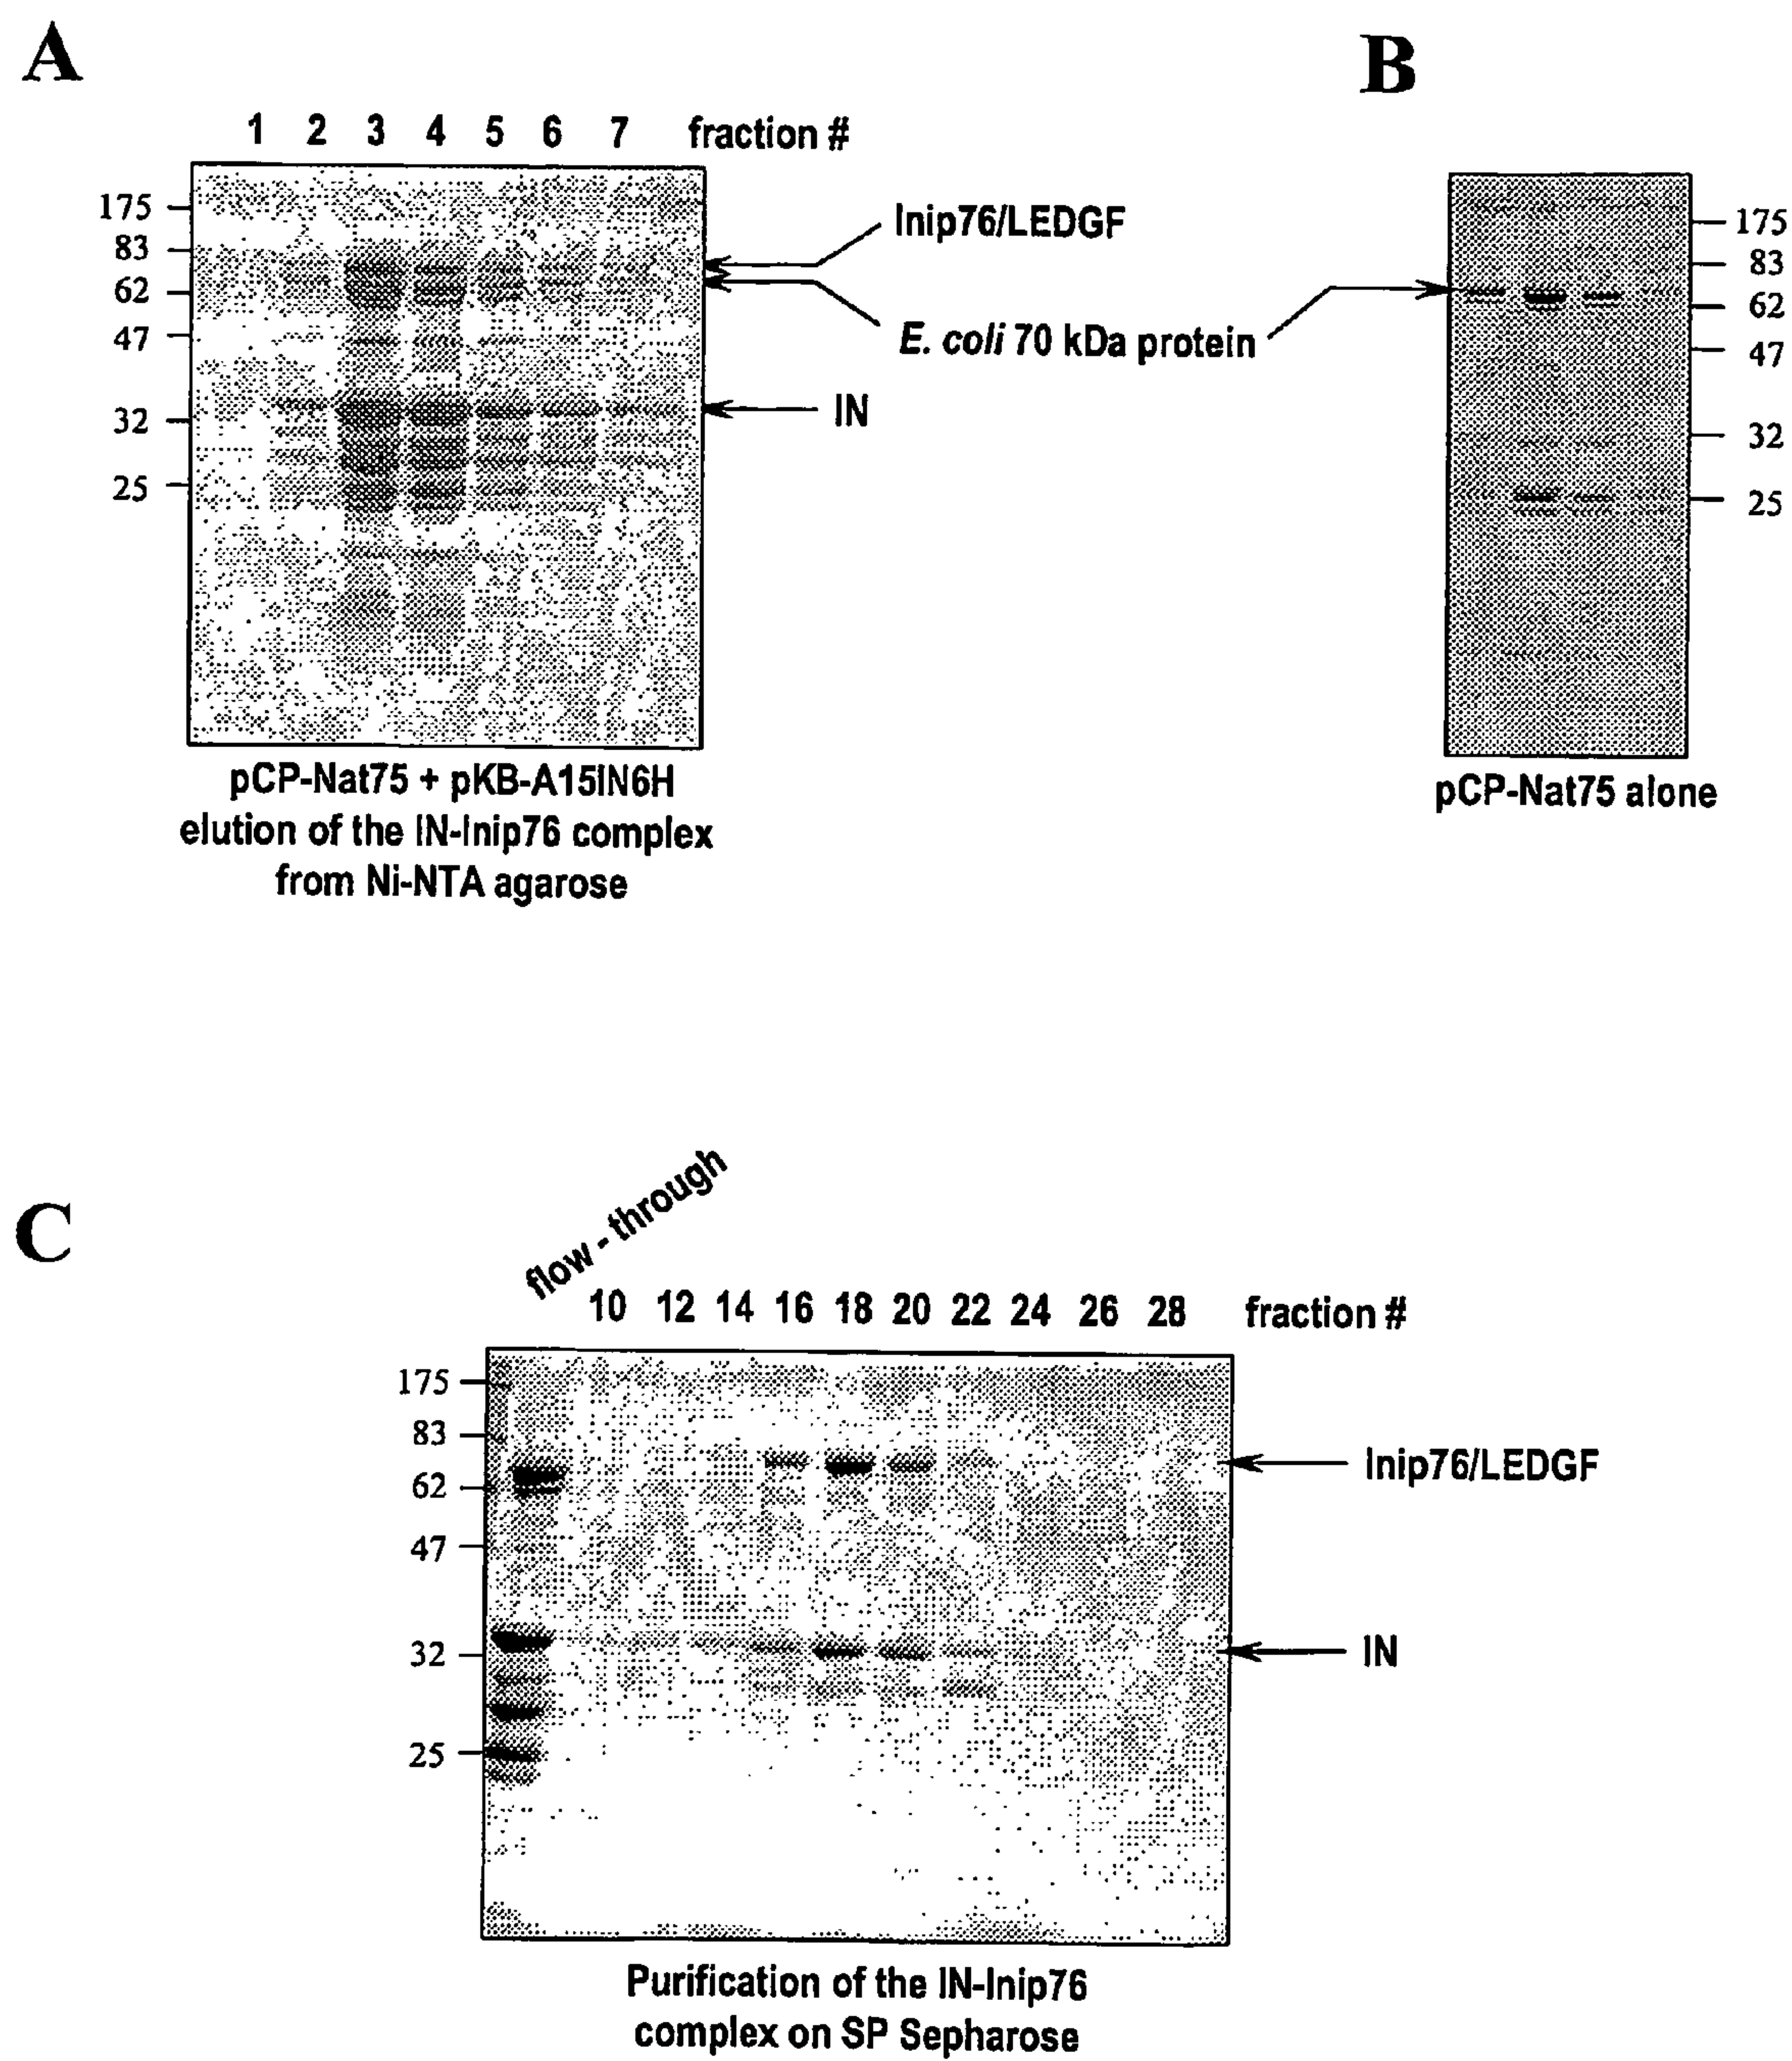 A
B
1 2 3 4 5 6 7 fraction #
175
83
62
47
32
25
Inip76/LEDGF
E. coli 70 kDa protein
IN
175
83
62
47
32
25
pCP-Nat75 + pKB-A15IN6H
elution of the IN-Inip76 complex
from Ni-NTA agarose
pCP-Nat75 alone
C
flow - through
10 12 14 16 18 20 22 24 26 28 fraction #
175
83
62
47
32
25
Inip76/LEDGF
IN
Purification of the IN-Inip76
complex on SP Sepharose